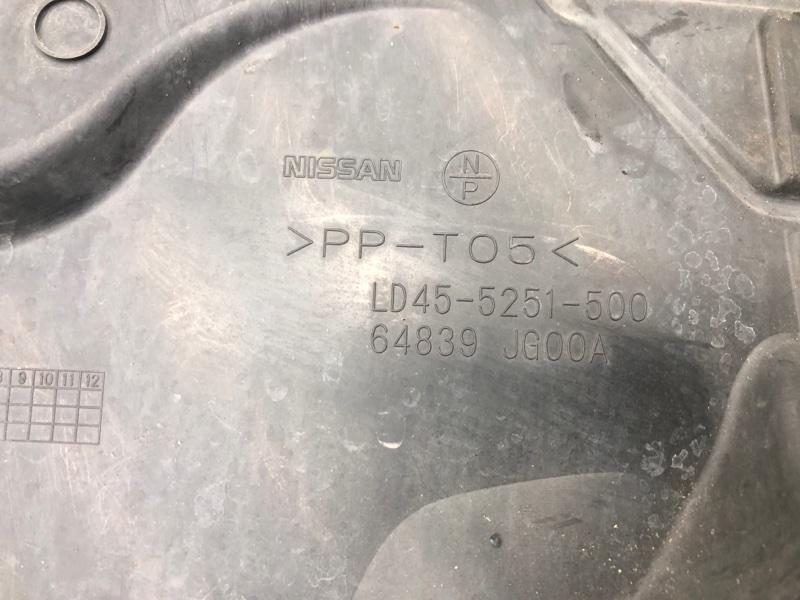 NISSAN N
P
>PP-T05<
LD45-5251-500
64839 JG00A
9 10 11 12